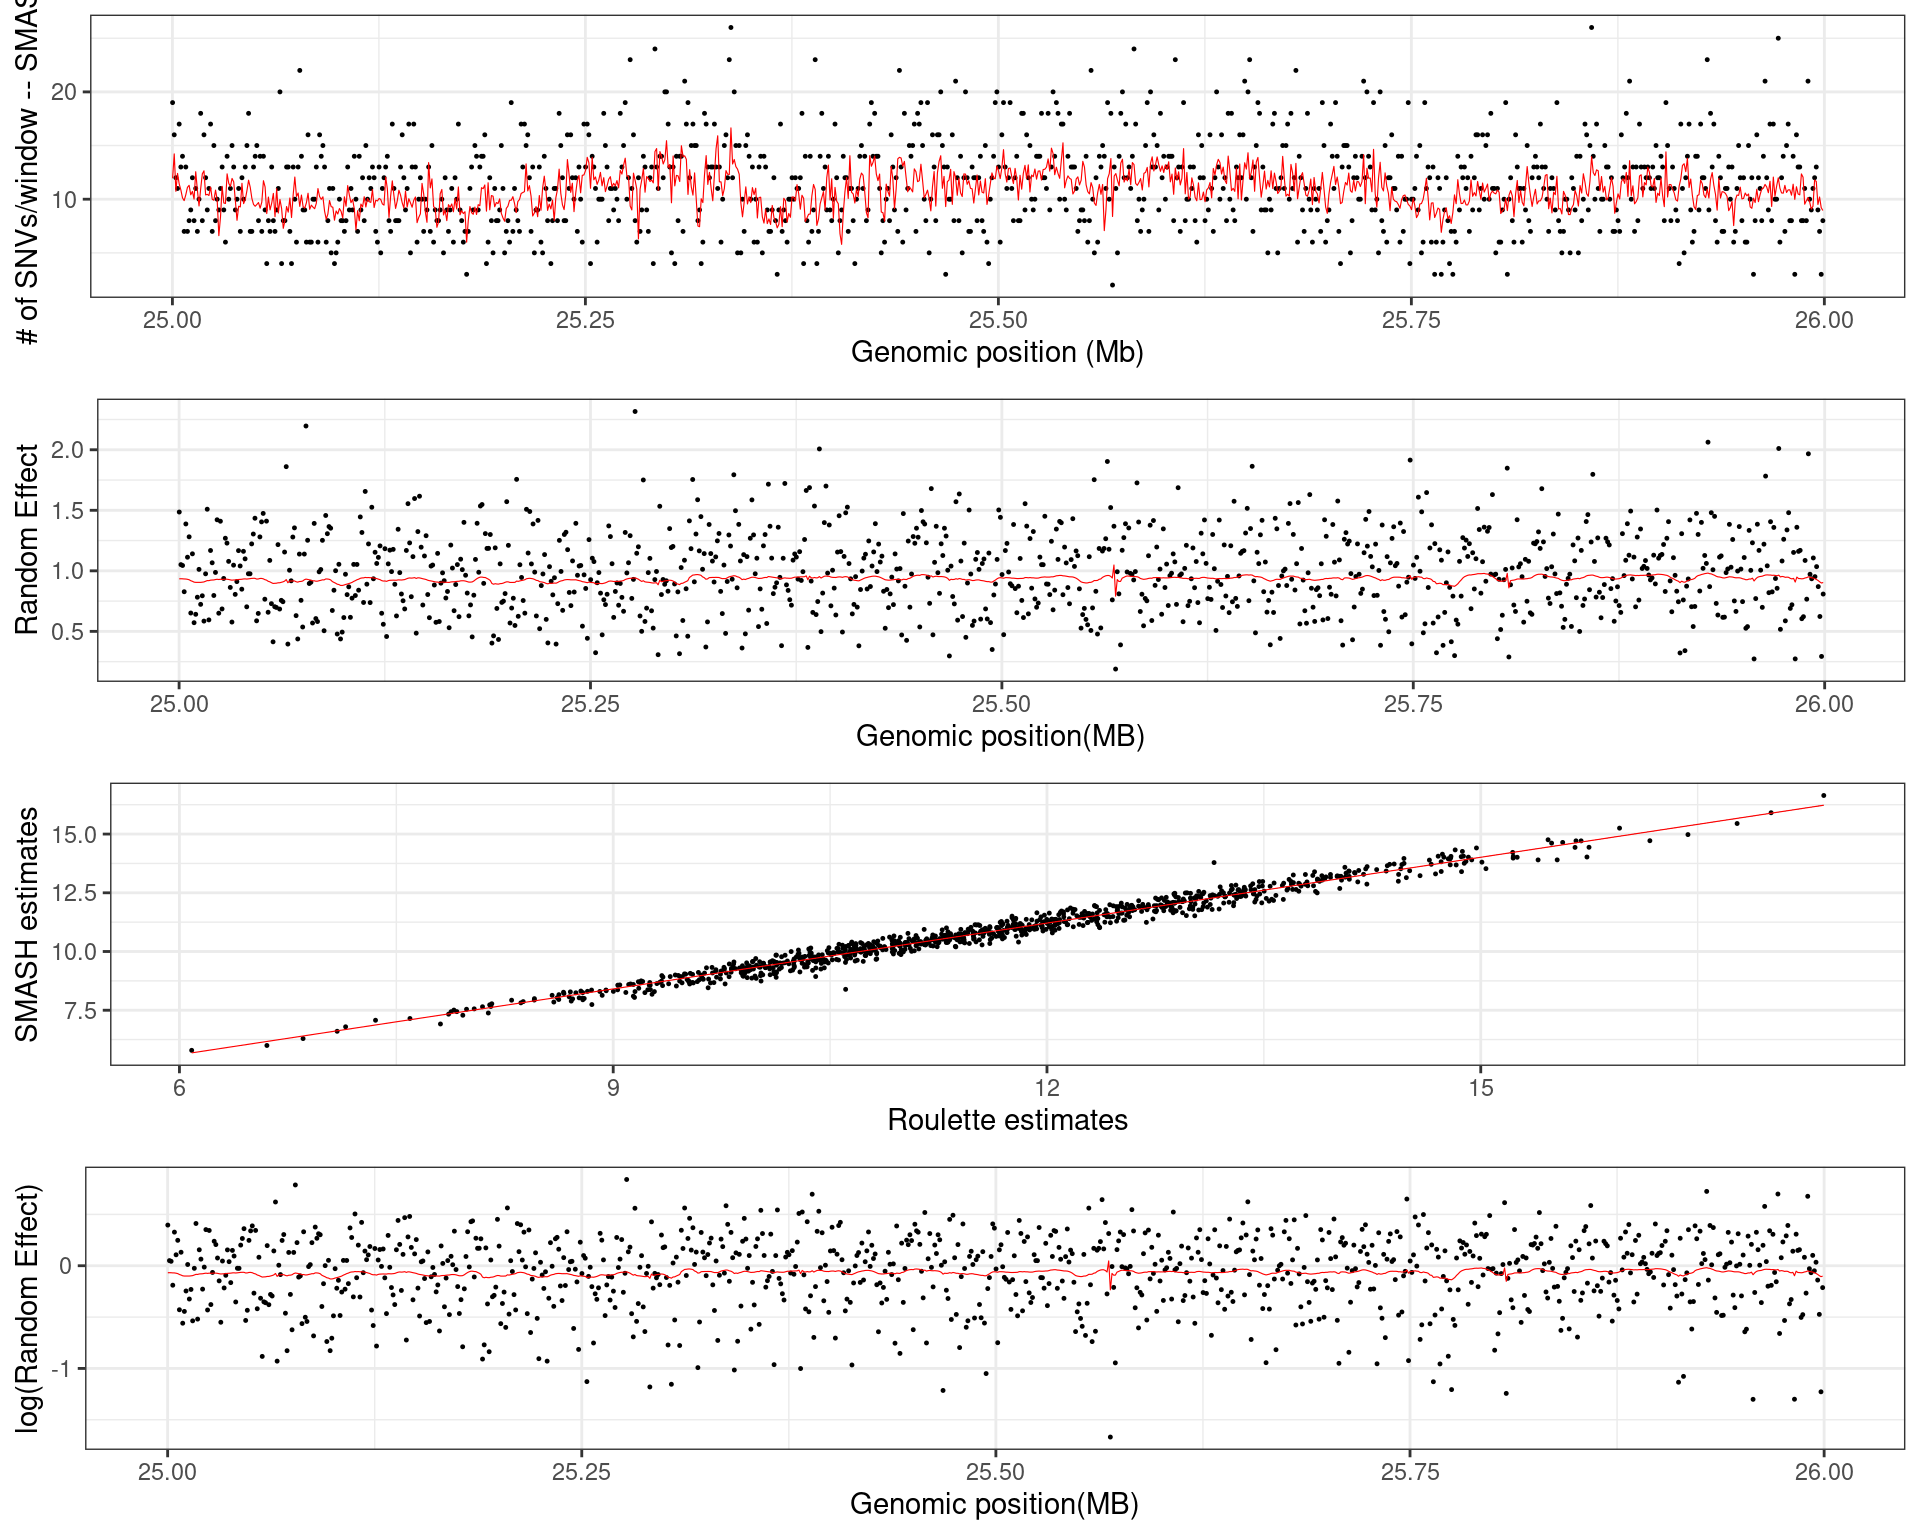 # of SNVs/window -- SMAS
20
10
25.00 25.25 25.50 25.75 26.00
Genomic position (Mb)
Random Effect
2.0
1.5
1.0
0.5
25.00 25.25 25.50 25.75 26.00
Genomic position(MB)
SMASH estimates
15.0
12.5
10.0
7.5
6 9 12 15
Roulette estimates
log(Random Effect)
0
-1
25.00 25.25 25.50 25.75 26.00
Genomic position(MB)